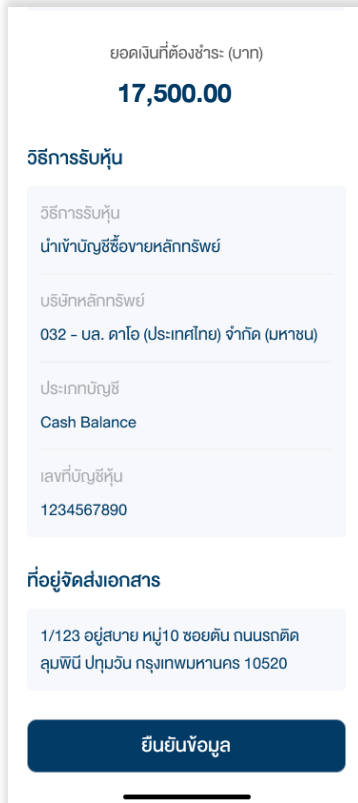 ยอดเงินที่ต้องชำระ (บาท)
17,500.00
วิธีการรับหุ้น
วิธีการรับหุ้น
นำเข้าบัญชีซื้อขายหลักทรัพย์
บริษัทหลักทรัพย์
032 - บล. ดาโอ (ประเทศไทย) จำกัด (มหาชน)
ประเภทบัญชี
Cash Balance
เลขที่บัญชีหุ้น
1234567890
ที่อยู่จัดส่งเอกสาร
1/123 อยู่สบาย หมู่10 ซอยตัน ถนนรถติด
ลุมพินี ปทุมวัน กรุงเทพมหานคร 10520
ยืนยันข้อมูล